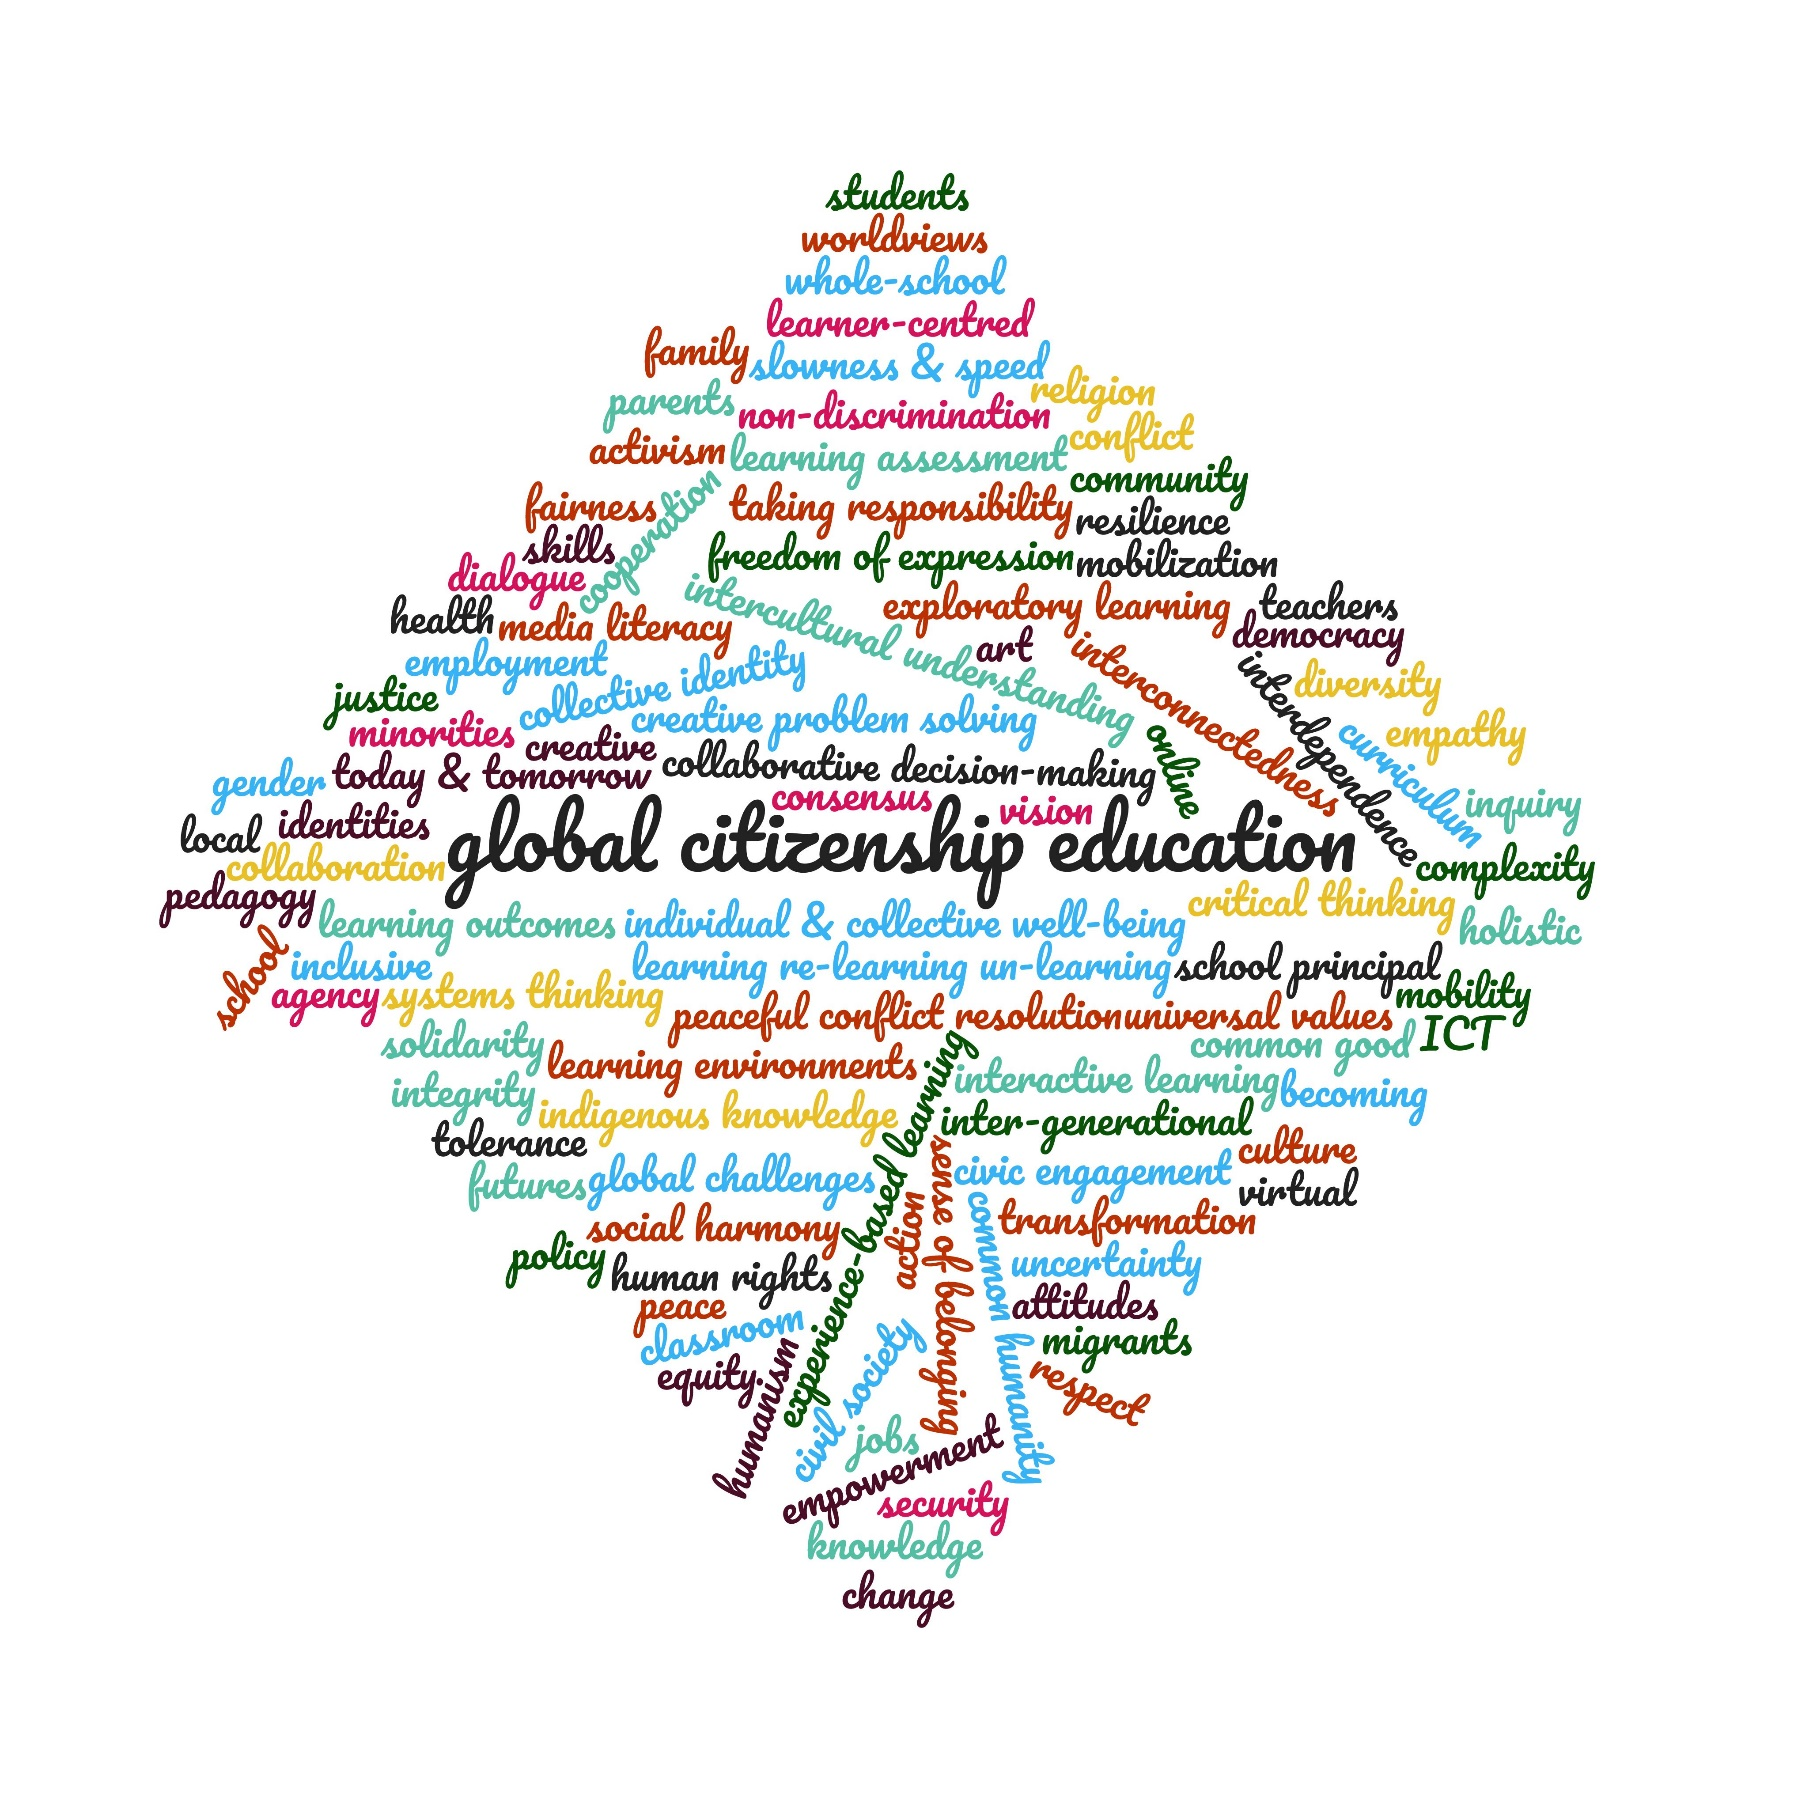 students
worldviews
whole-school
learner-centred
family
slowness & speed
religion
parents
non-discrimination
conflict
activism
learning assessment
community
cooperation
fairness
taking responsibility
resilience
skills
freedom of expression
mobilization
dialogue
intercultural understanding
exploratory learning
teachers
health
media literacy
art
democracy
interconnectedness
employment
collective identity
interdependence
diversity
justice
minorities
creative problem solving
curriculum
empathy
creative
collaborative decision-making
online
gender
today & tomorrow
consensus
vision
inquiry
local
identities
global citizenship education
collaboration
complexity
pedagogy
critical thinking
learning outcomes
individual & collective well-being
holistic
school
inclusive
learning re-learning un-learning
school principal
agency
systems thinking
mobility
peaceful conflict resolution
universal values
ICT
solidarity
common good
learning environments
experience-based learning
interactive learning
becoming
integrity
indigenous knowledge
inter-generational
tolerance
sense of belonging
culture
futures
global challenges
civic engagement
virtual
action
common humanity
social harmony
transformation
policy
human rights
uncertainty
peace
attitudes
classroom
migrants
equity
humanism
civil society
respect
jobs
empowerment
security
knowledge
change